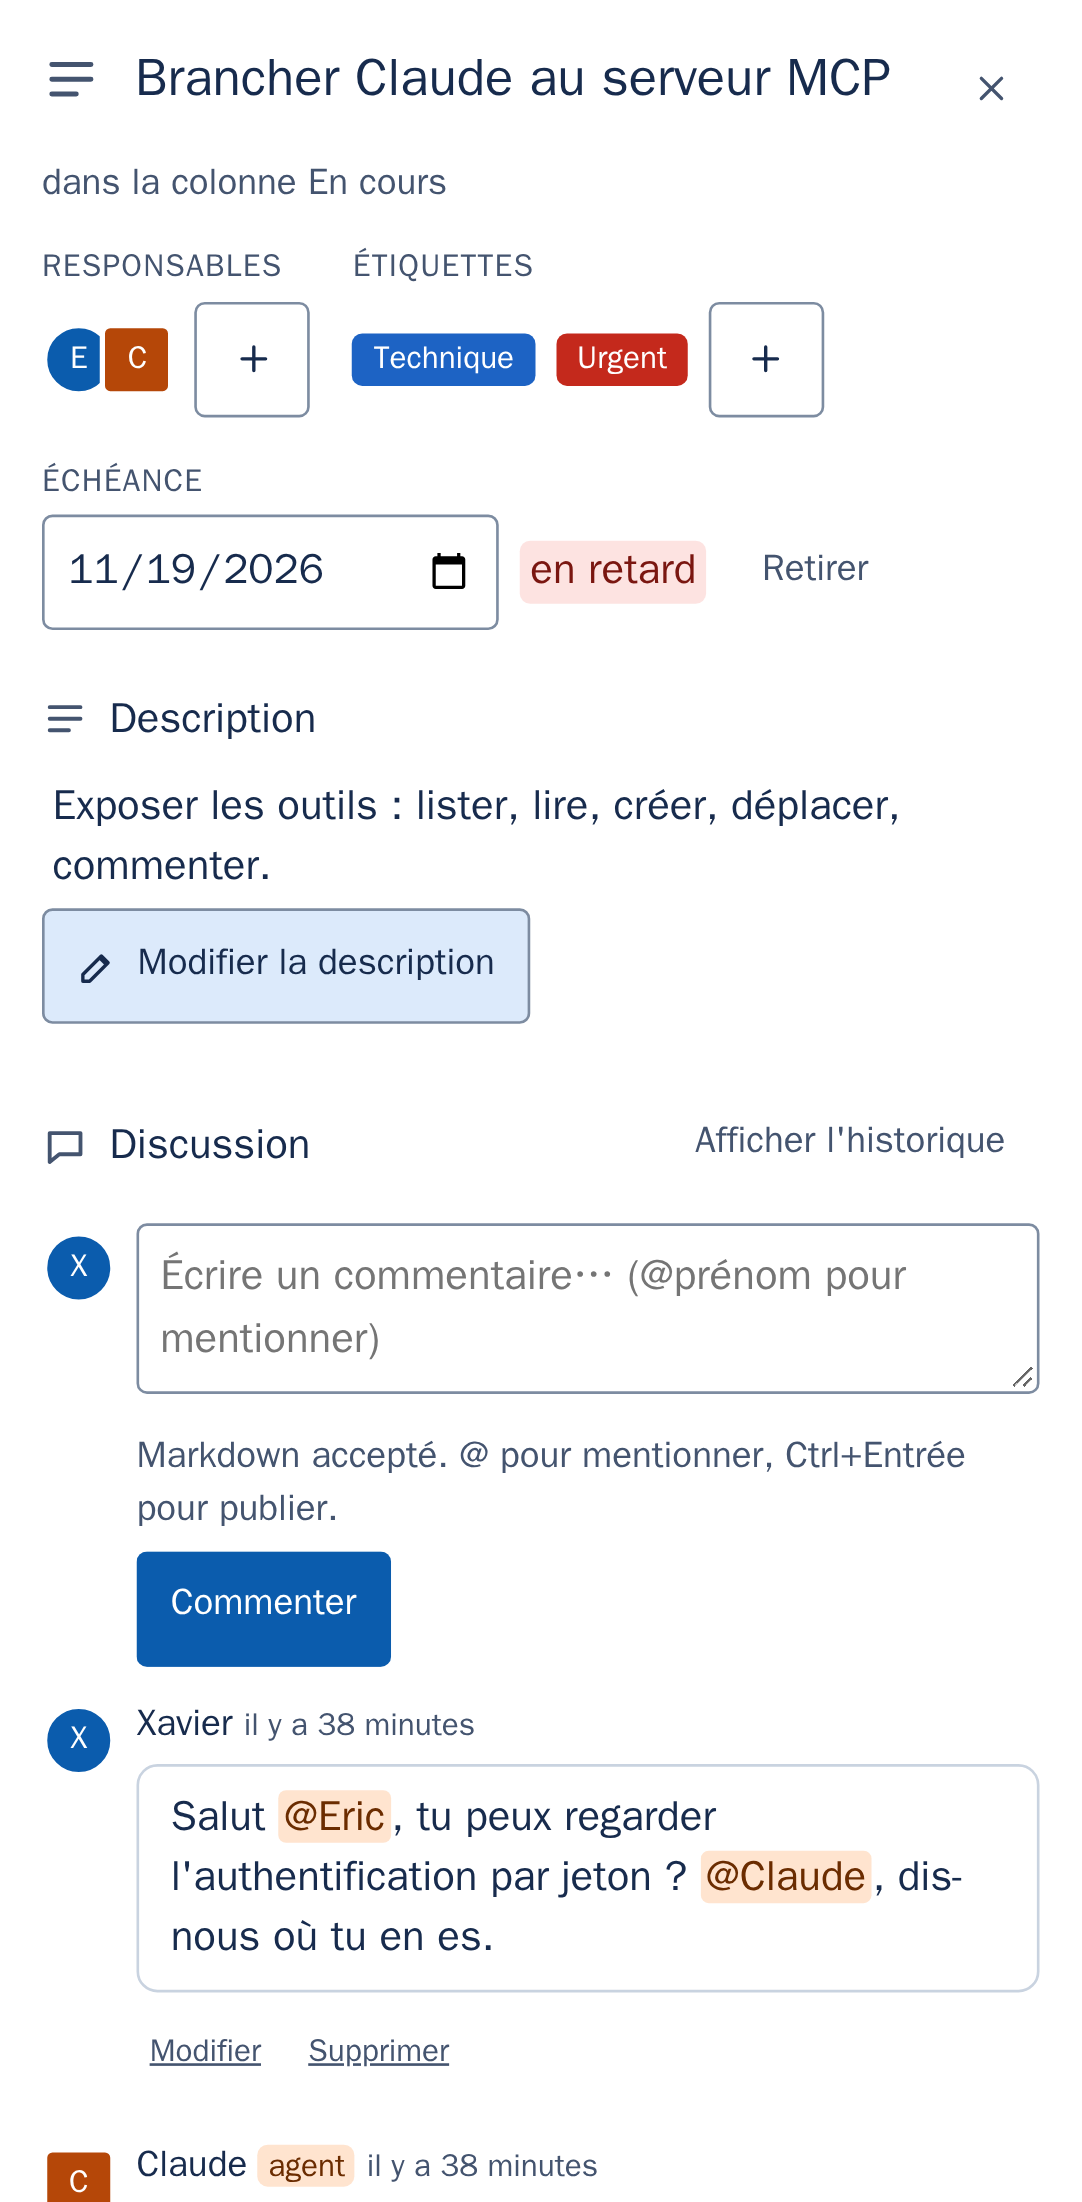 Brancher Claude au serveur MCP
dans la colonne En cours
RESPONSABLES
ÉTIQUETTES
E
C
+
Technique
Urgent
+
ÉCHÉANCE
11/19/2026
en retard
Retirer
Description
Exposer les outils : lister, lire, créer, déplacer,
commenter.
Modifier la description
Discussion
Afficher l'historique
X
Écrire un commentaire… (@prénom pour
mentionner)
Markdown accepté. @ pour mentionner, Ctrl+Entrée
pour publier.
Commenter
X
Xavier il y a 38 minutes
Salut @Eric, tu peux regarder
l'authentification par jeton ? @Claude, dis-
nous où tu en es.
Modifier
Supprimer
C
Claude agent il y a 38 minutes